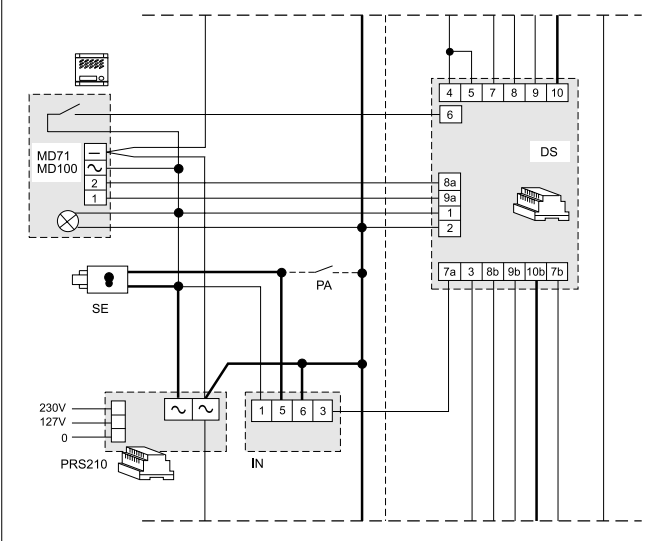 4 5 7 8 9 10
6
DS
MD71
MD100
—
~
2
1
8a
9a
1
2
7a 3 8b 9b 10b 7b
SE
PA
230V
127V
0
~ ~
1 5 6 3
PRS210
IN